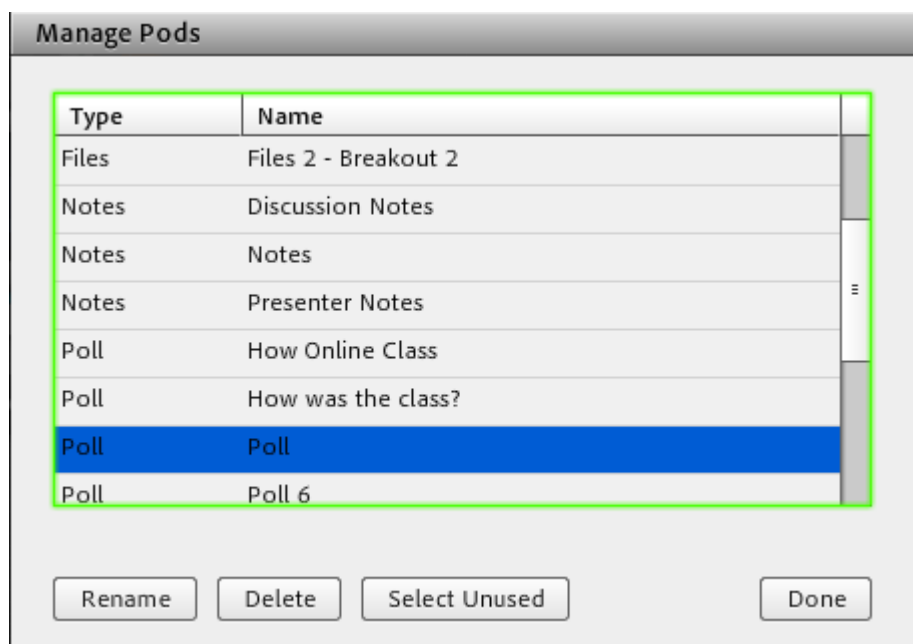 Manage Pods
Type Name
Files Files 2 - Breakout 2
Notes Discussion Notes
Notes Notes
Notes Presenter Notes
Poll How Online Class
Poll How was the class?
Poll Poll
Poll Poll 6
Rename Delete Select Unused Done